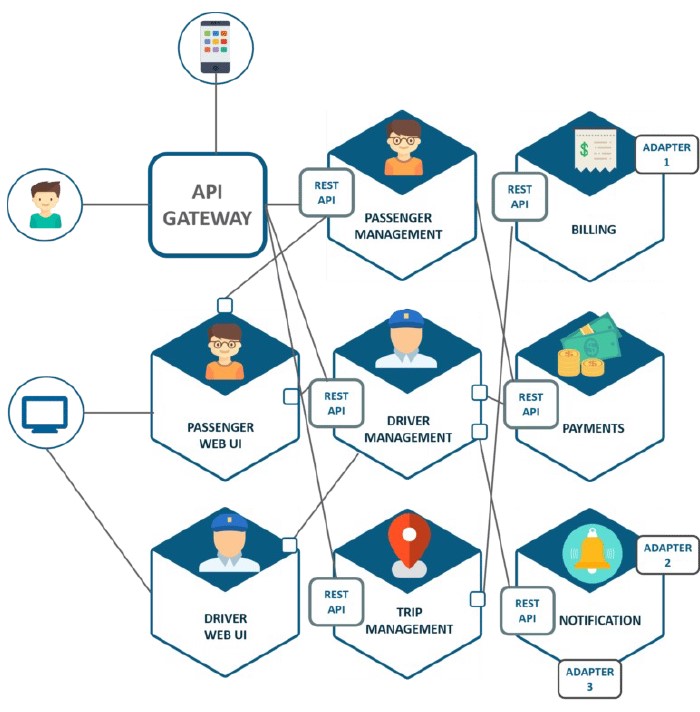 API
GATEWAY
REST
API
PASSENGER
MANAGEMENT
REST
API
BILLING
ADAPTER
1
PASSENGER
WEB UI
REST
API
DRIVER
MANAGEMENT
REST
API
PAYMENTS
DRIVER
WEB UI
REST
API
TRIP
MANAGEMENT
REST
API
NOTIFICATION
ADAPTER
2
ADAPTER
3